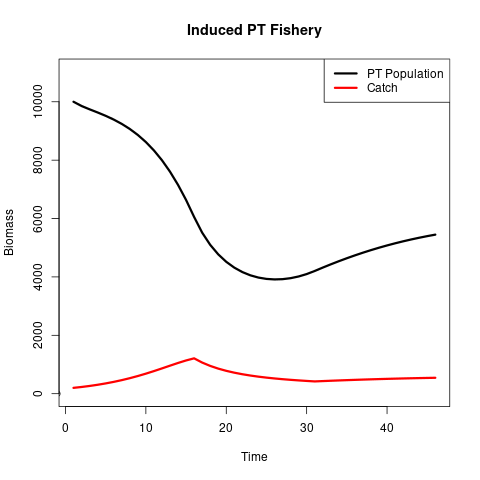 Induced PT Fishery
PT Population
Catch
Biomass
10000
8000
6000
4000
2000
0
0 10 20 30 40
Time